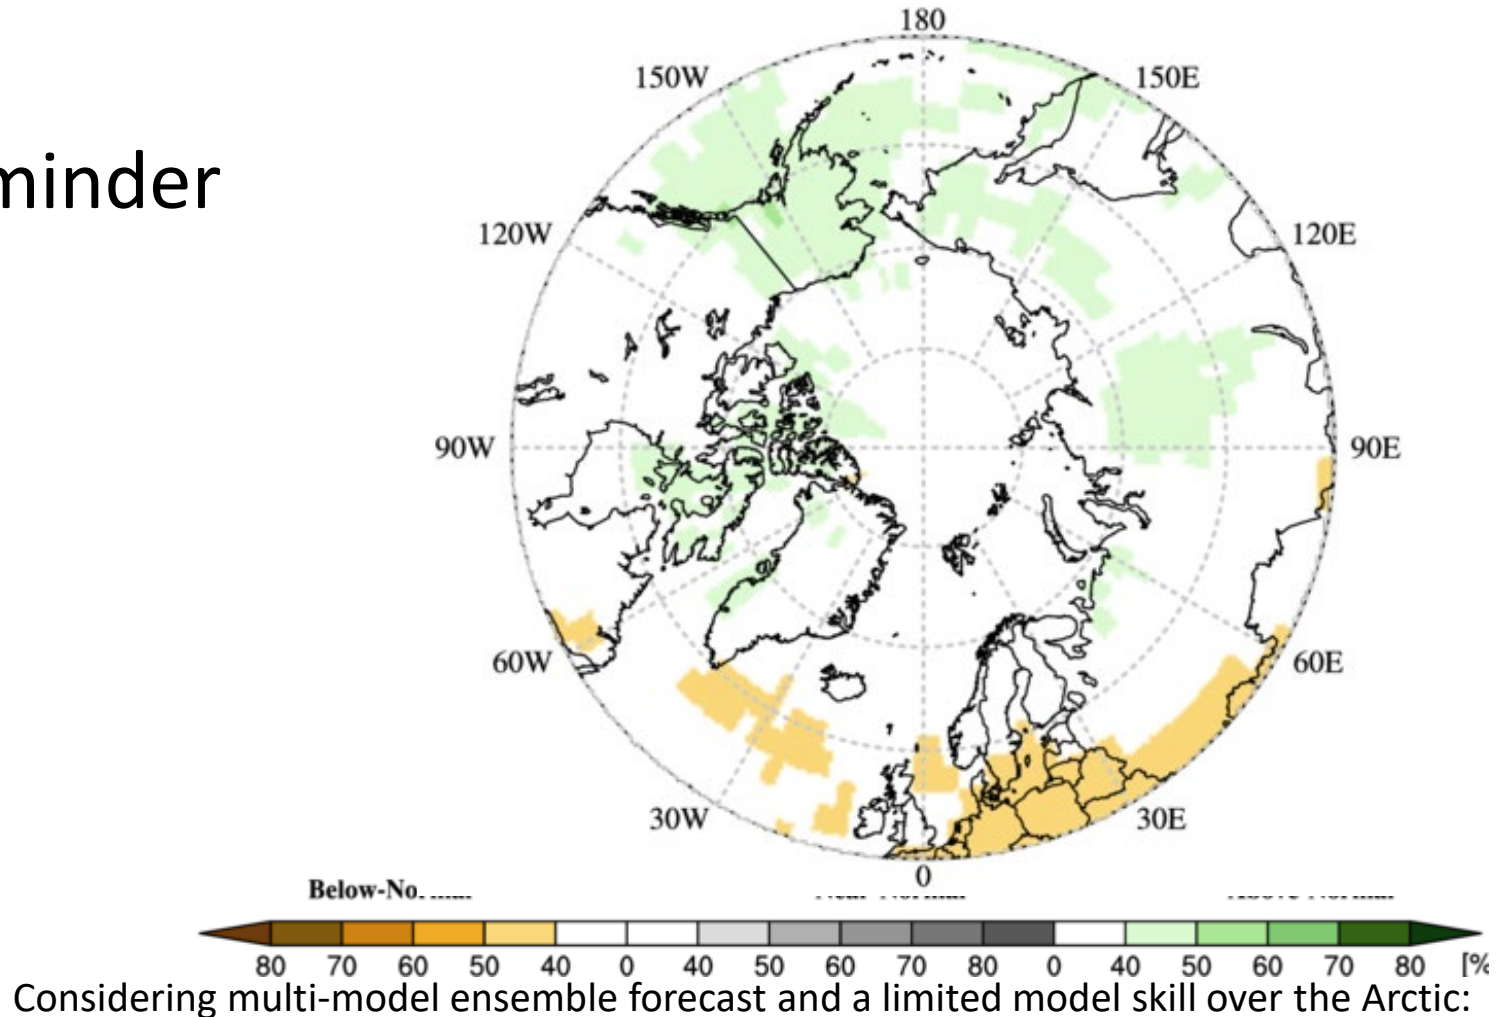 180
150W
150E
minder
120W
120E
90W
90E
60W
60E
30W
30E
0
80 70 60 50 40 0 40 50 60 70 80 0 40 50 60 70 80
Considering multi-model ensemble forecast and a limited model skill over the Arctic: